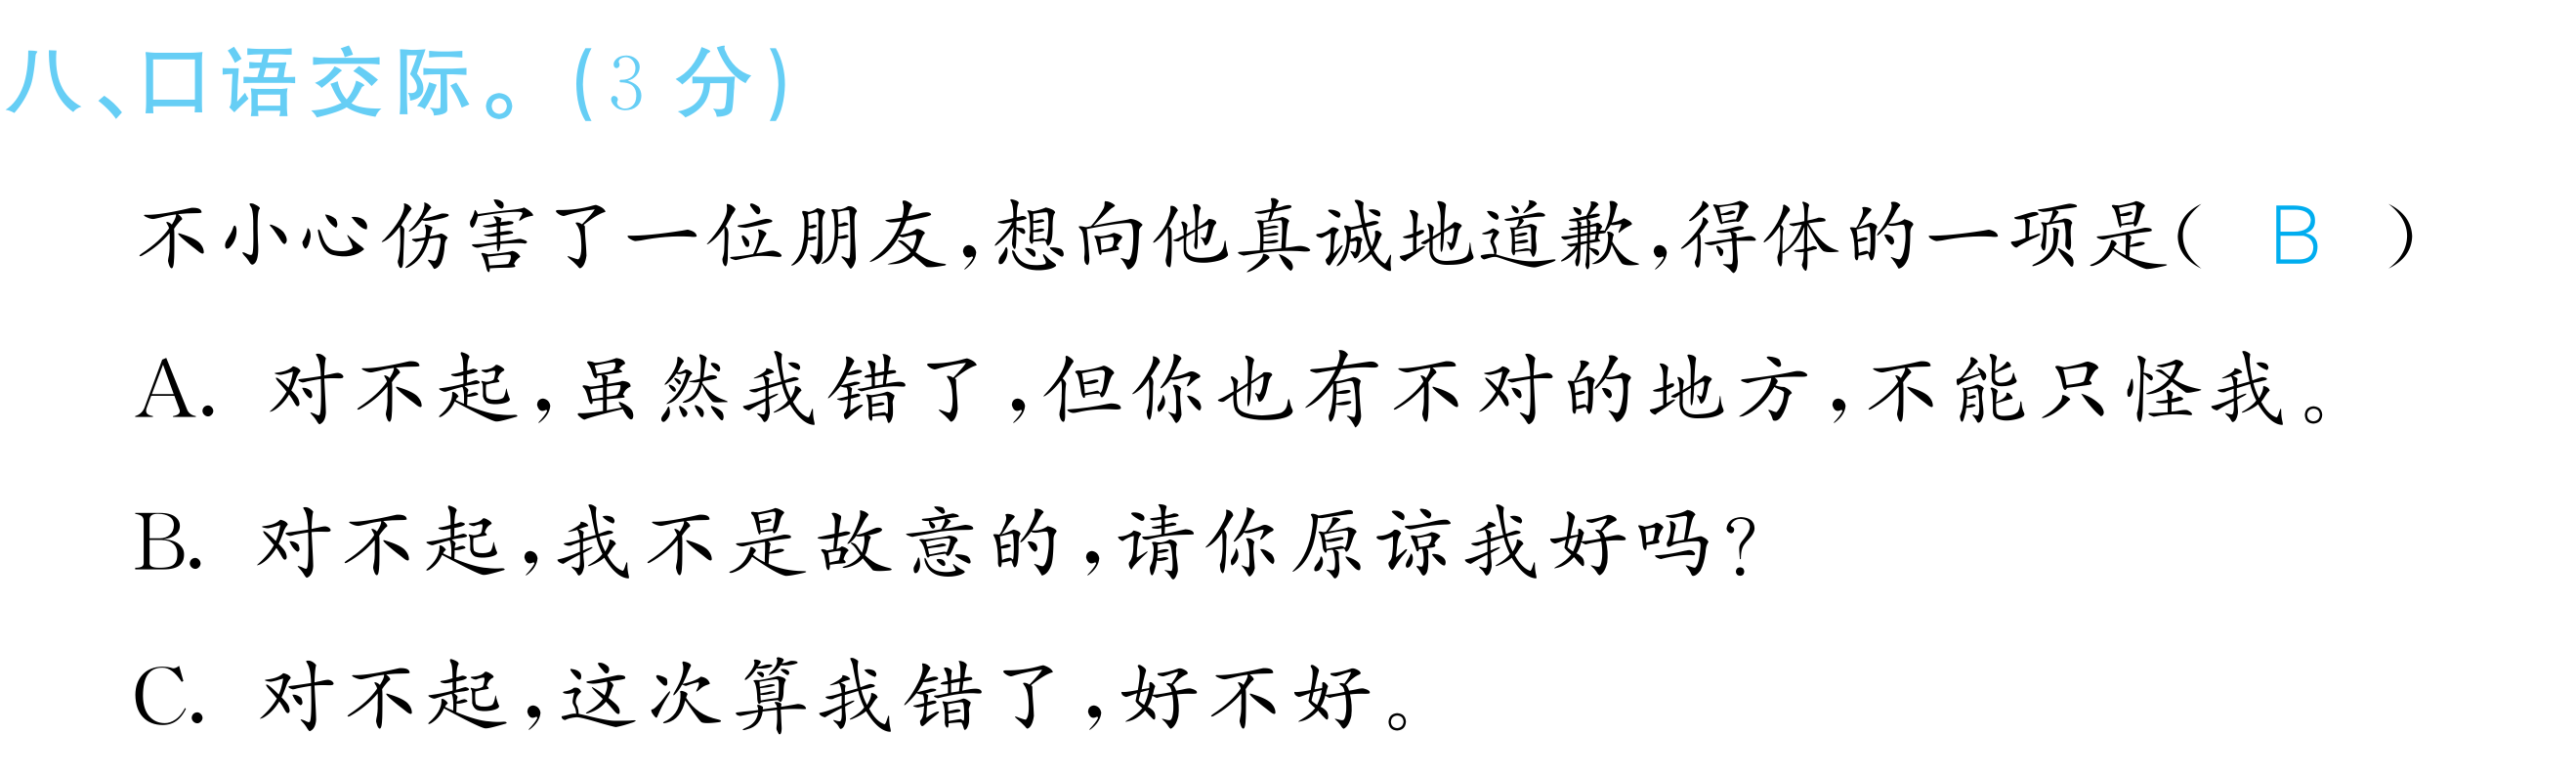 八、口语交际。(3 分)
不小心伤害了一位朋友,想向他真诚地道歉,得体的一项是( B )
A. 对不起,虽然我错了,但你也有不对的地方,不能只怪我。
B. 对不起,我不是故意的,请你原谅我好吗?
C. 对不起,这次算我错了,好不好。